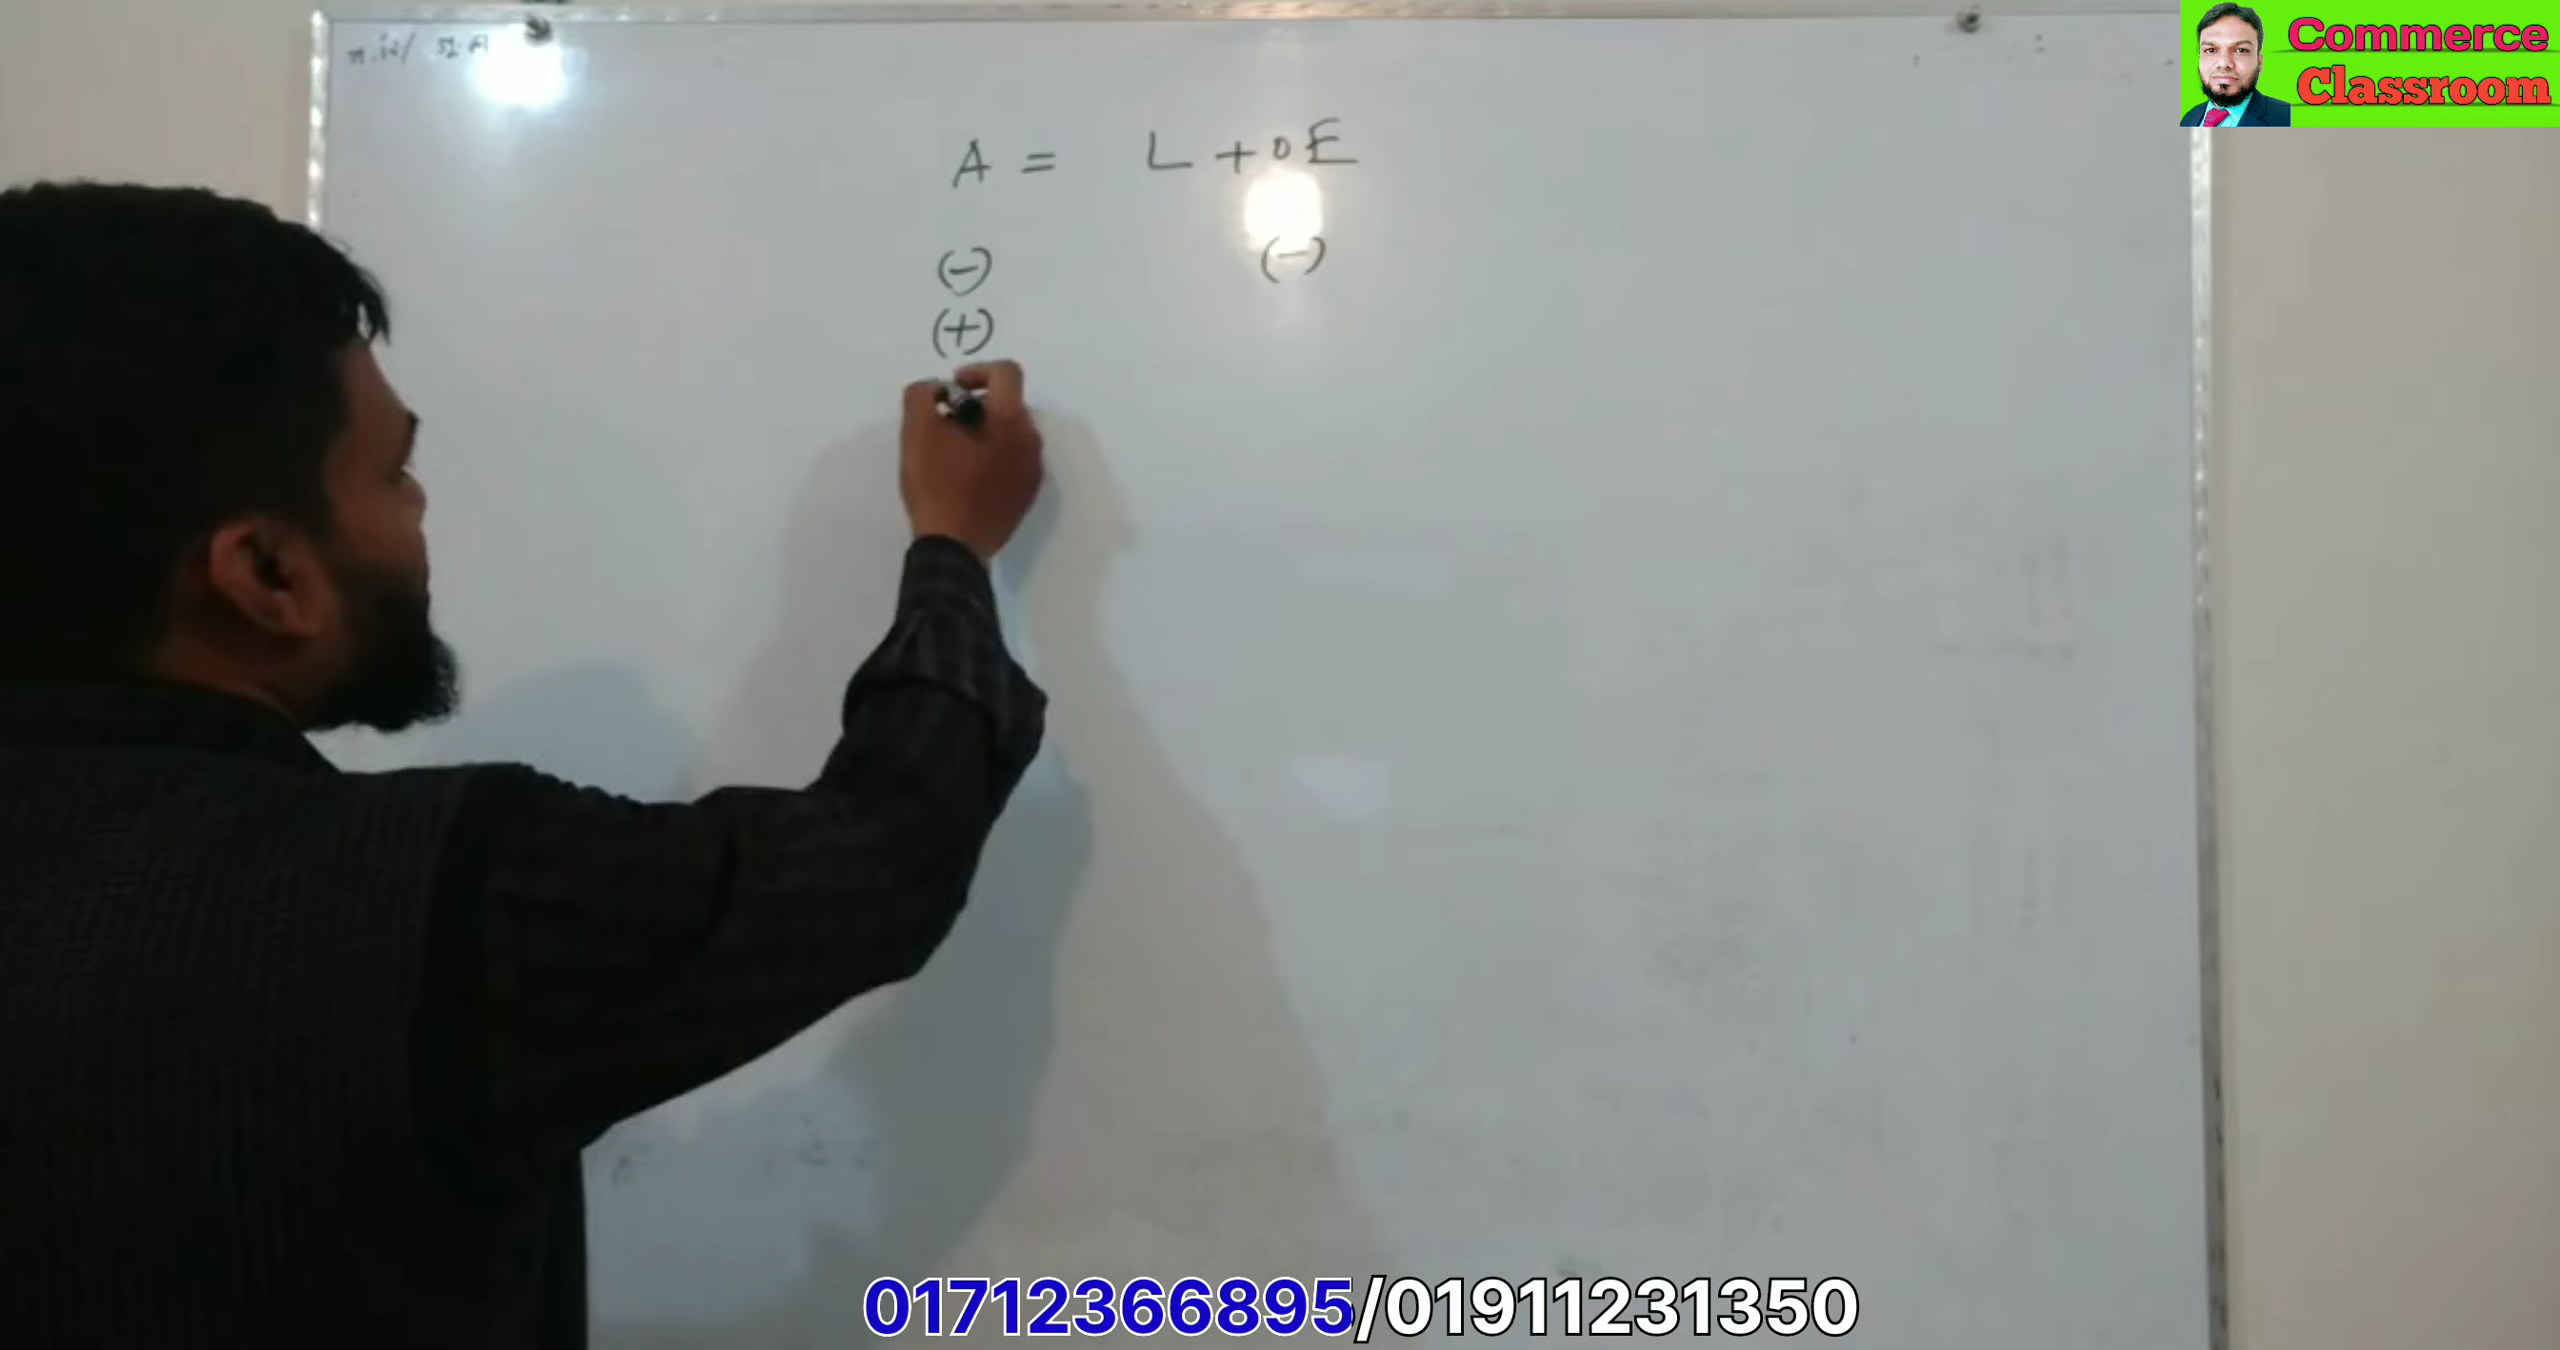 Commerce
Classroom
A = L + OE
(-) (-)
(+)
01712366895/01911231350